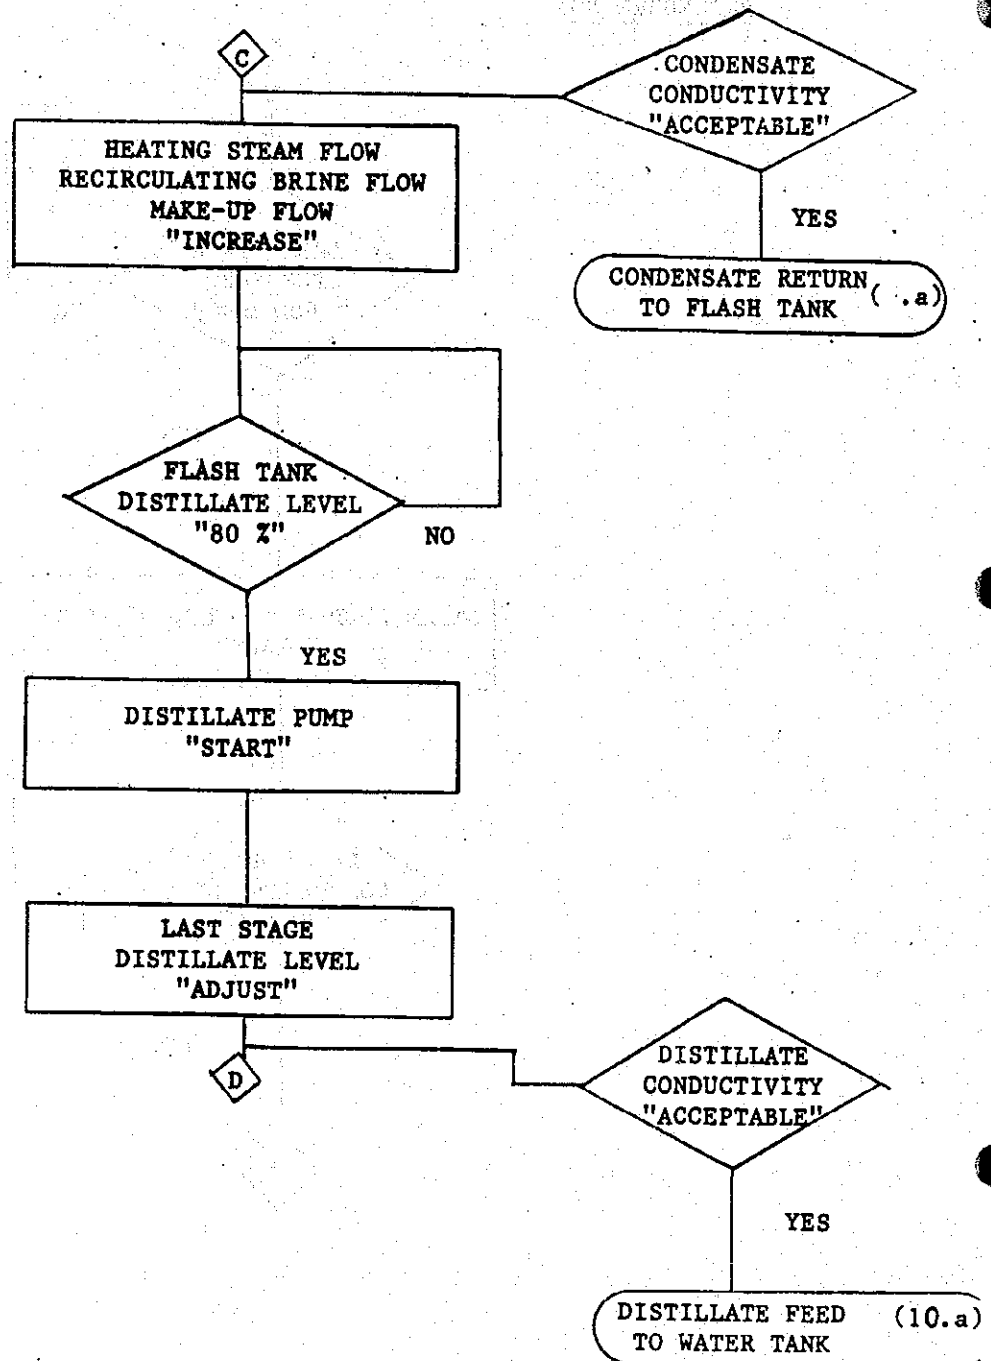 C
CONDENSATE
CONDUCTIVITY
"ACCEPTABLE"
HEATING STEAM FLOW
RECIRCULATING BRINE FLOW
MAKE-UP FLOW
"INCREASE"
YES
CONDENSATE RETURN ( .a)
TO FLASH TANK
FLASH TANK
DISTILLATE LEVEL
"80 %"
NO
YES
DISTILLATE PUMP
"START"
LAST STAGE
DISTILLATE LEVEL
"ADJUST"
D
DISTILLATE
CONDUCTIVITY
"ACCEPTABLE"
YES
DISTILLATE FEED (10.a)
TO WATER TANK